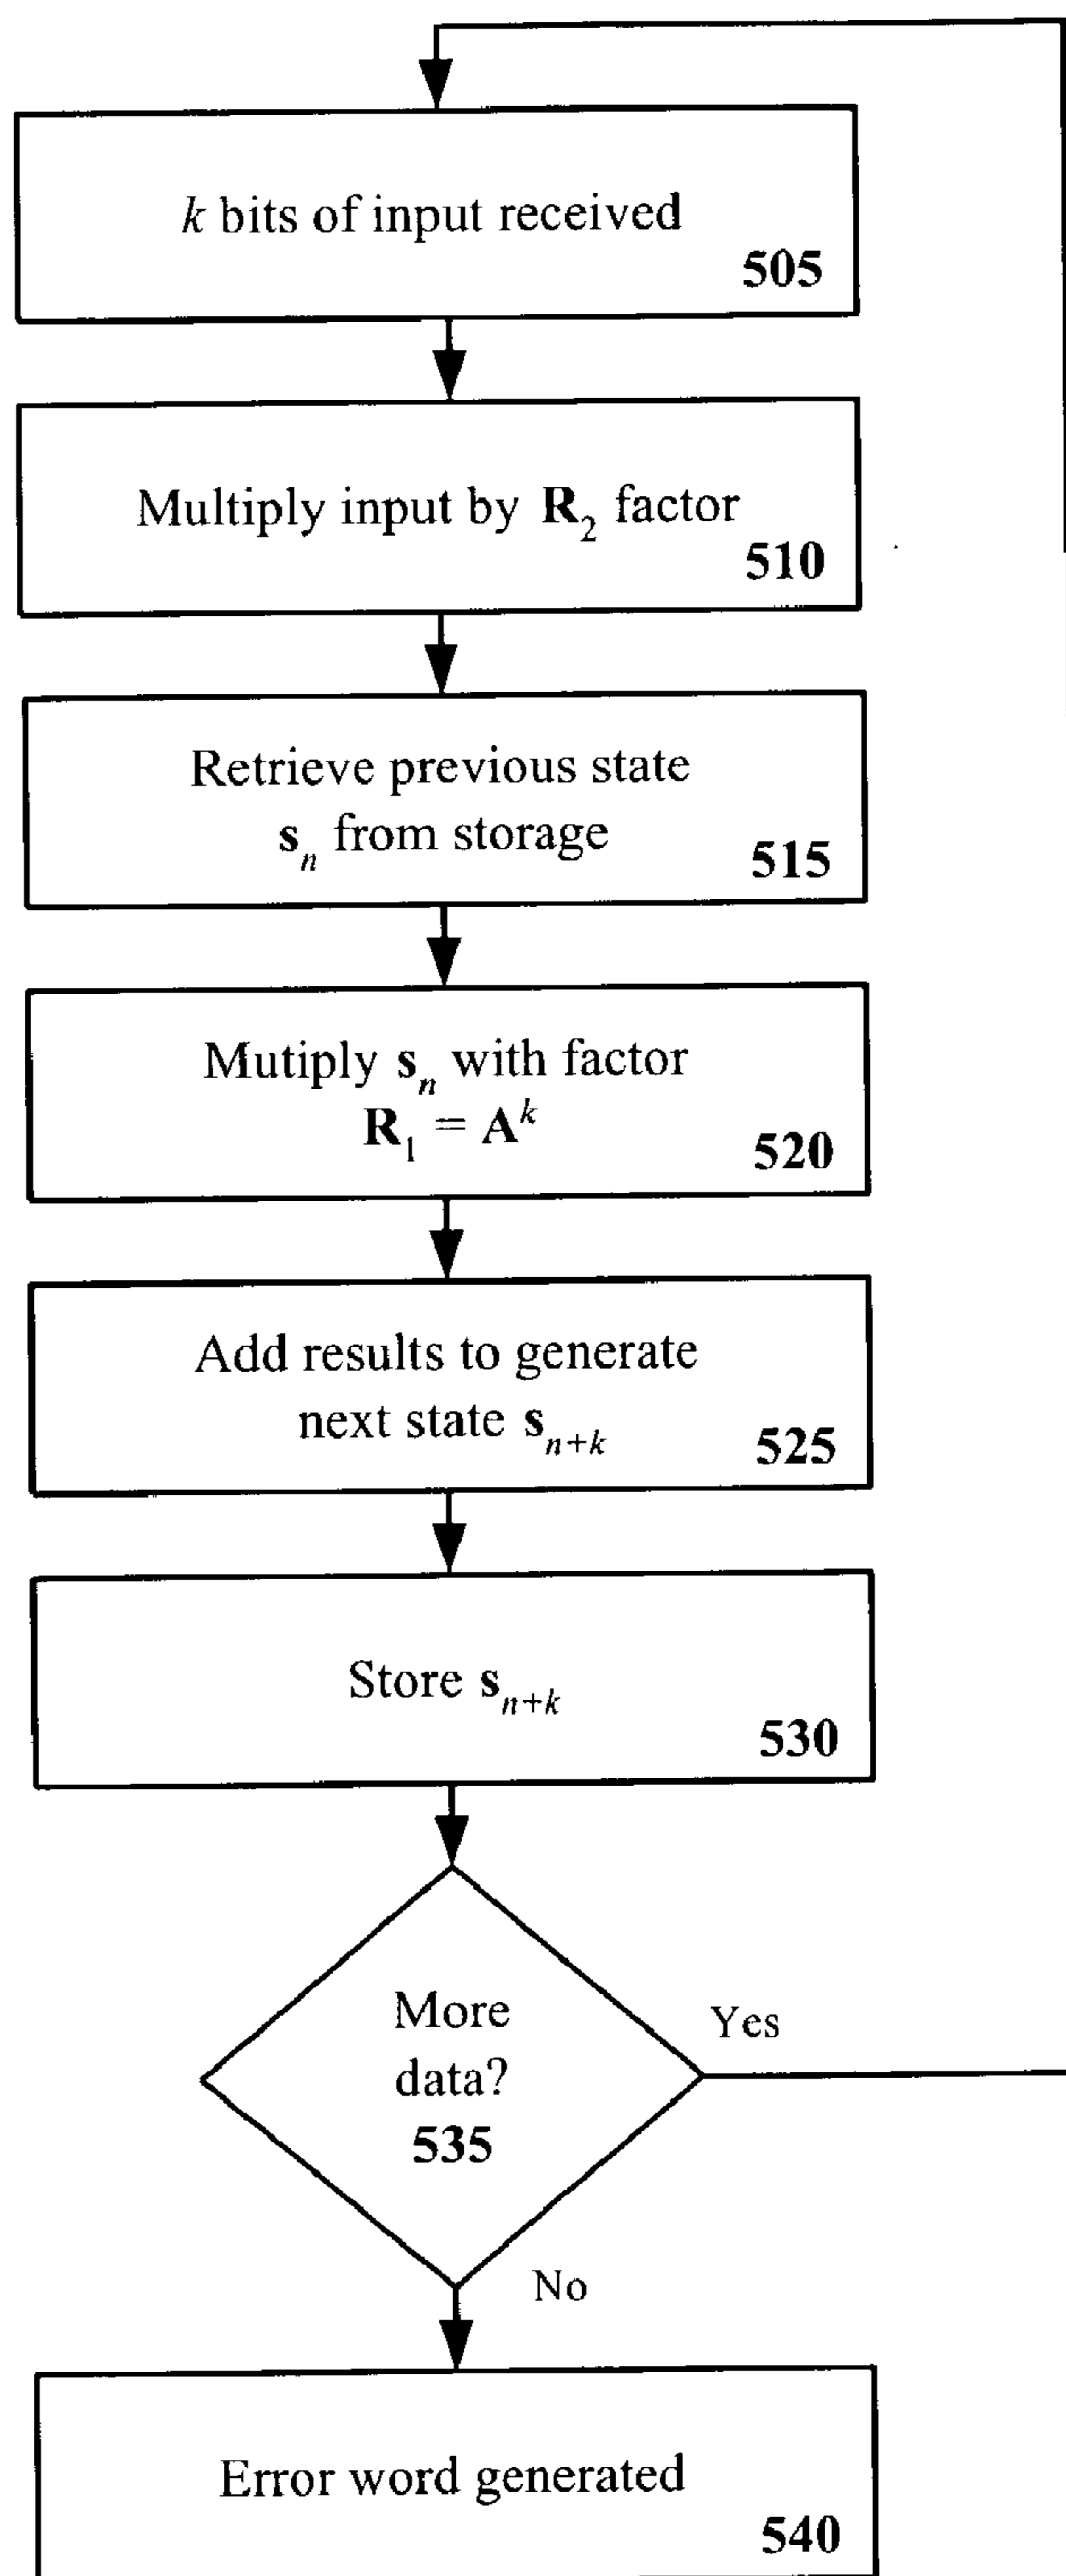 k bits of input received
505
Multiply input by R₂ factor
510
Retrieve previous state
sₙ from storage
515
Mutiply sₙ with factor
R₁ = Aᵏ
520
Add results to generate
next state sₙ₊ₖ
525
Store sₙ₊ₖ
530
More
data?
535
Yes
No
Error word generated
540